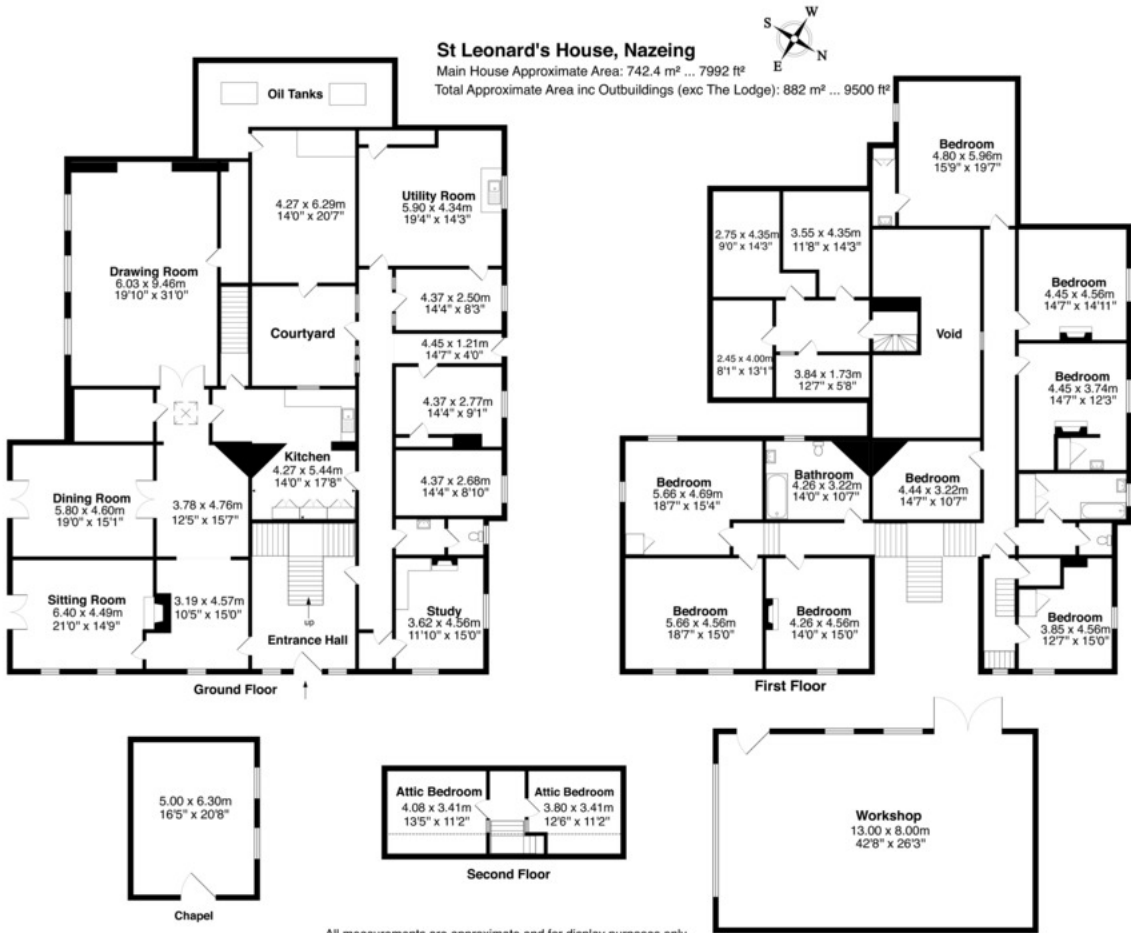 St Leonard's House, Nazeing
Main House Approximate Area: 742.4 m² ... 7992 ft²
Total Approximate Area inc Outbuildings (exc The Lodge): 882 m² ... 9500 ft²
S
W
E
N
Oil Tanks
4.27 x 6.29m
14'0" x 20'7"
Utility Room
5.90 x 4.34m
19'4" x 14'3"
Drawing Room
6.03 x 9.46m
19'10" x 31'0"
4.37 x 2.50m
14'4" x 8'3"
Courtyard
4.45 x 1.21m
14'7" x 4'0"
4.37 x 2.77m
14'4" x 9'1"
Kitchen
4.27 x 5.44m
14'0" x 17'8"
4.37 x 2.68m
14'4" x 8'10"
Dining Room
5.80 x 4.60m
19'0" x 15'1"
3.78 x 4.76m
12'5" x 15'7"
Sitting Room
6.40 x 4.49m
21'0" x 14'9"
3.19 x 4.57m
10'5" x 15'0"
up
Entrance Hall
Study
3.62 x 4.56m
11'10" x 15'0"
Ground Floor
Bedroom
4.80 x 5.96m
15'9" x 19'7"
2.75 x 4.35m
9'0" x 14'3"
3.55 x 4.35m
11'8" x 14'3"
Bedroom
4.45 x 4.56m
14'7" x 14'11"
Void
2.45 x 4.00m
8'1" x 13'1"
3.84 x 1.73m
12'7" x 5'8"
Bedroom
4.45 x 3.74m
14'7" x 12'3"
Bedroom
5.66 x 4.69m
18'7" x 15'4"
Bathroom
4.26 x 3.22m
14'0" x 10'7"
Bedroom
4.44 x 3.22m
14'7" x 10'7"
Bedroom
5.66 x 4.56m
18'7" x 15'0"
Bedroom
4.26 x 4.56m
14'0" x 15'0"
Bedroom
3.85 x 4.56m
12'7" x 15'0"
First Floor
5.00 x 6.30m
16'5" x 20'8"
Chapel
Attic Bedroom
4.08 x 3.41m
13'5" x 11'2"
Attic Bedroom
3.80 x 3.41m
12'6" x 11'2"
Second Floor
Workshop
13.00 x 8.00m
42'8" x 26'3"
All measurements are approximate and for display purposes only